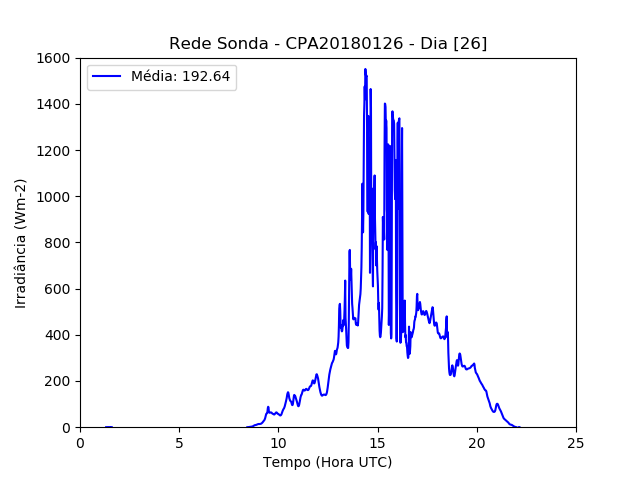 Rede Sonda - CPA20180126 - Dia [26]
Média: 192.64
Irradiância (Wm-2)
1600
1400
1200
1000
800
600
400
200
0
0 5 10 15 20 25
Tempo (Hora UTC)